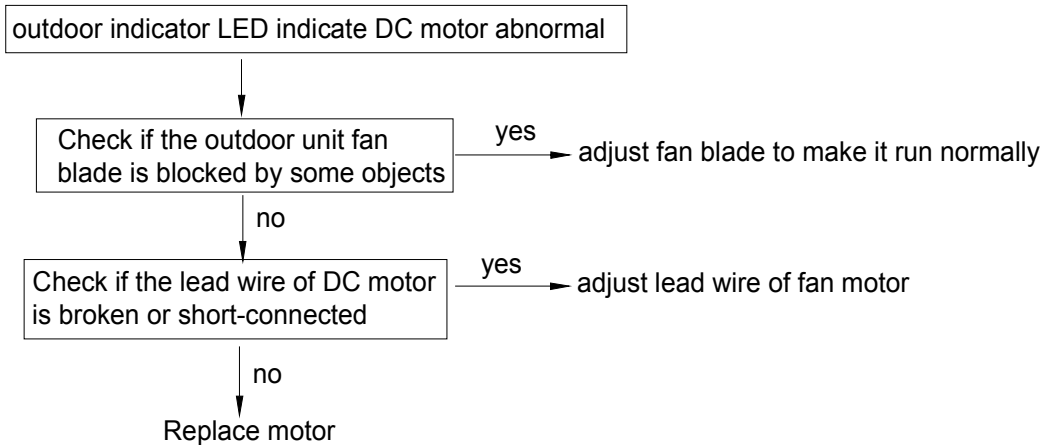 outdoor indicator LED indicate DC motor abnormal
Check if the outdoor unit fan
blade is blocked by some objects
yes
adjust fan blade to make it run normally
no
Check if the lead wire of DC motor
is broken or short-connected
yes
adjust lead wire of fan motor
no
Replace motor